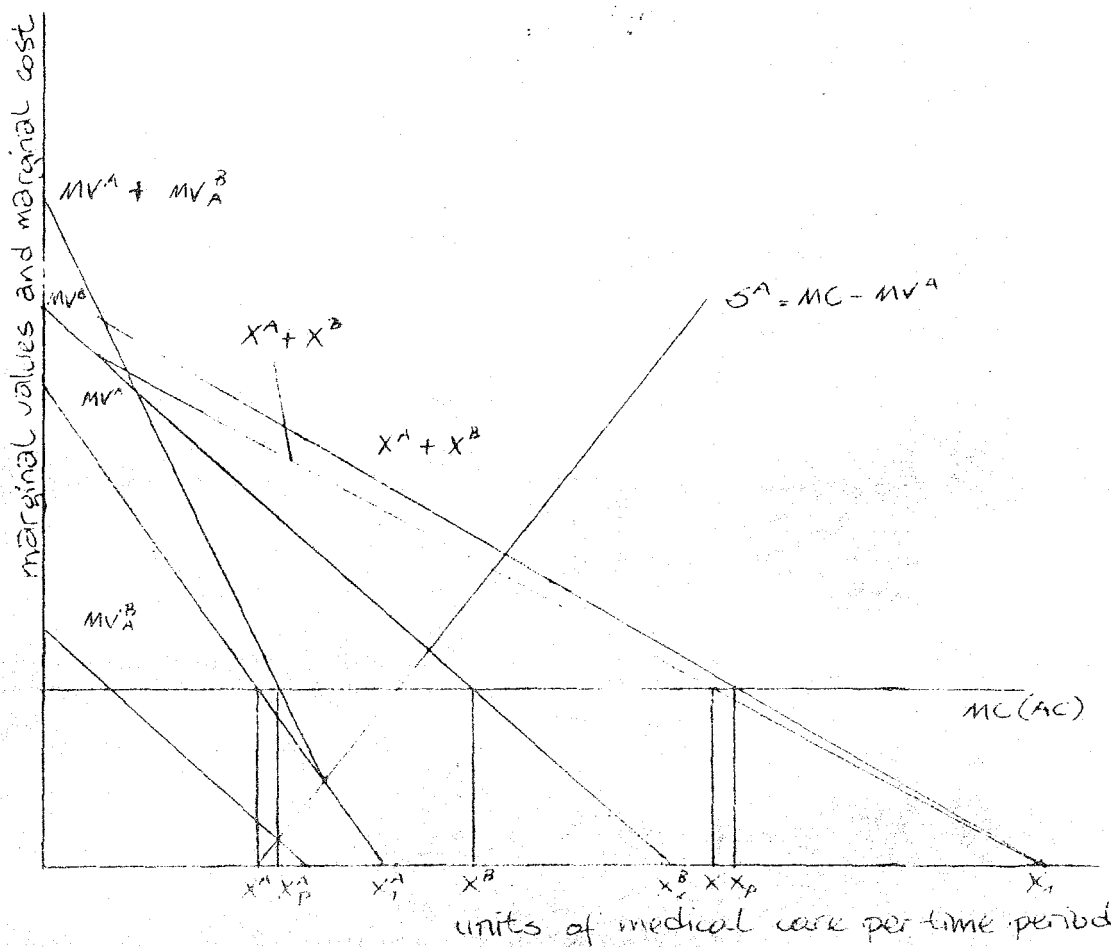 marginal values and marginal cost
MV^A + MV_A^B
MV^B
S^A = MC - MV^A
X^A + X^B
MV^A
X^A + X^B
MV_A^B
MC (AC)
X^A X_P^A X_1^A X^B X_1^B X X_P X_1
units of medical care per time period